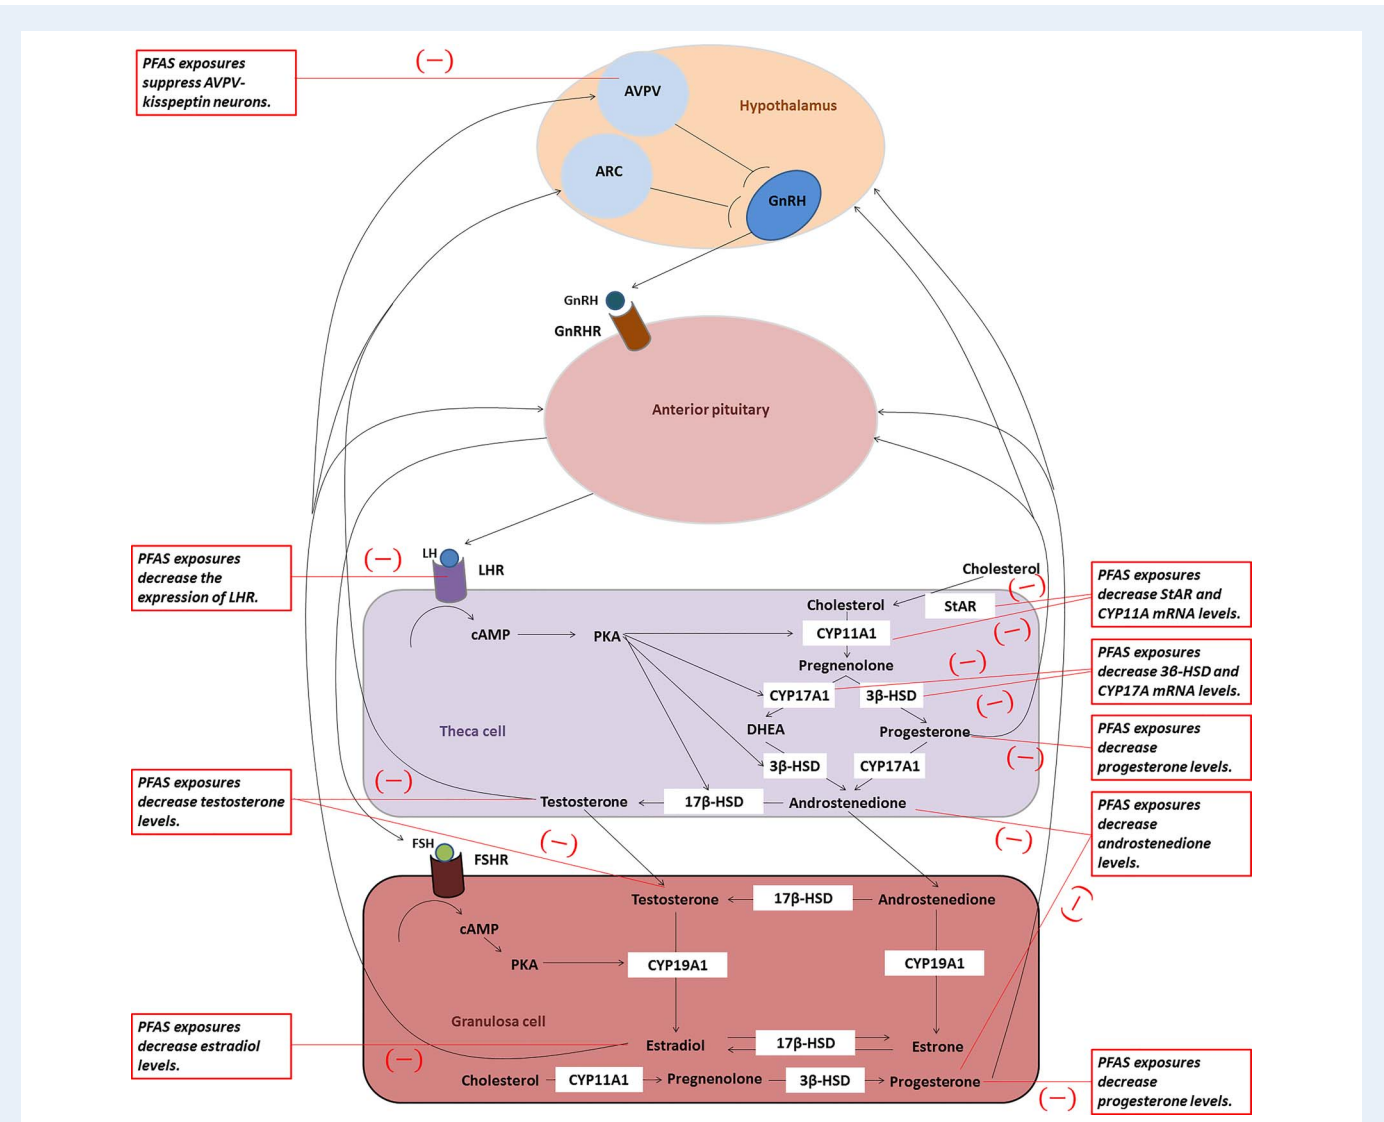 PFAS exposures
suppress AVPV-
kisspeptin neurons.
(−)
AVPV
Hypothalamus
ARC
GnRH
GnRH
GnRHR
Anterior pituitary
PFAS exposures
decrease the
expression of LHR.
(−)
LH
LHR
Cholesterol
(−)
PFAS exposures
decrease StAR and
CYP11A mRNA levels.
Cholesterol
StAR
cAMP
PKA
CYP11A1
(−)
Pregnenolone
(−)
PFAS exposures
decrease 3β-HSD and
CYP17A mRNA levels.
CYP17A1
3β-HSD
(−)
Theca cell
DHEA
Progesterone
PFAS exposures
decrease
progesterone levels.
(−)
3β-HSD
CYP17A1
PFAS exposures
decrease testosterone
levels.
(−)
Testosterone
17β-HSD
Androstenedione
PFAS exposures
decrease
androstenedione
levels.
(−)
(−)
FSH
FSHR
Testosterone
17β-HSD
Androstenedione
(−)
cAMP
PKA
CYP19A1
CYP19A1
Granulosa cell
PFAS exposures
decrease estradiol
levels.
(−)
Estradiol
17β-HSD
Estrone
Cholesterol
CYP11A1
Pregnenolone
3β-HSD
Progesterone
(−)
PFAS exposures
decrease
progesterone levels.